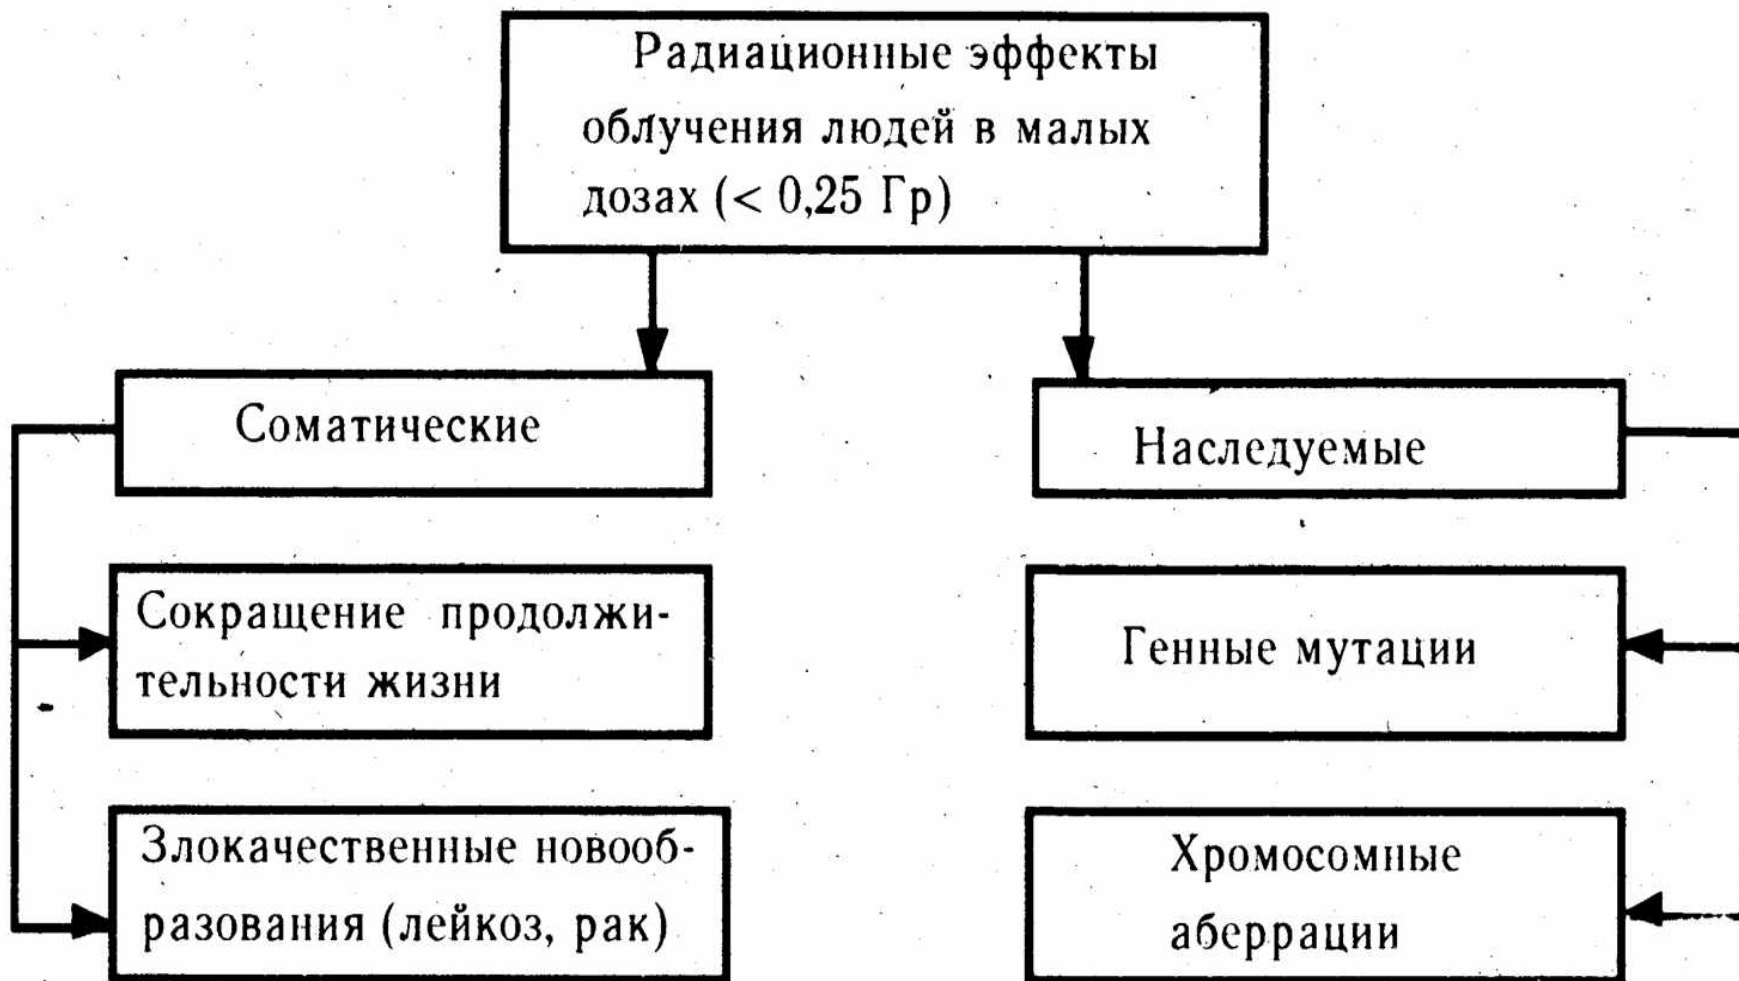 Радиационные эффекты
облучения людей в малых
дозах (< 0,25 Гр)
Соматические
Наследуемые
Сокращение продолжи-
тельности жизни
Генные мутации
Злокачественные новооб-
разования (лейкоз, рак)
Хромосомные
аберрации